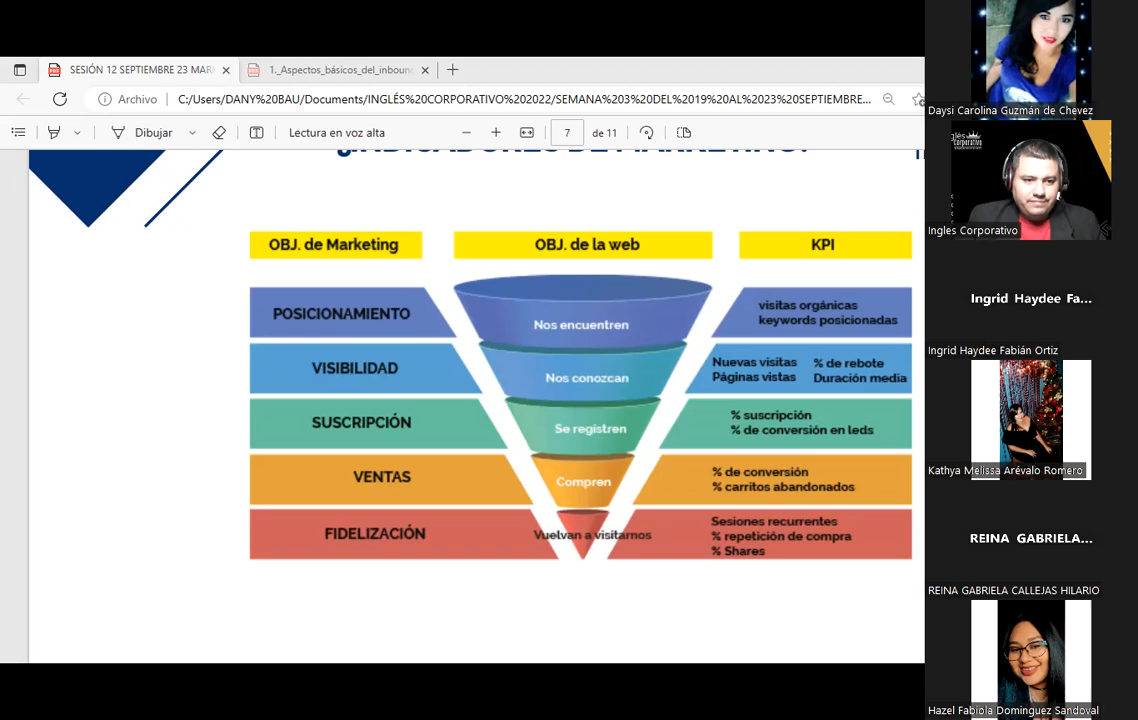 SESIÓN 12 SEPTIEMBRE 23 MAR
1._Aspectos_básicos_del_inboun
Archivo
C:/Users/DANY%20BAU/Documents/INGLÉS%20CORPORATIVO%202022/SEMANA%203%20DEL%2019%20AL%2023%20SEPTIEMBRE...
Dibujar
Lectura en voz alta
7
de 11
¿INDICADORES DE MARKETING?
OBJ. de Marketing
OBJ. de la web
KPI
POSICIONAMIENTO
Nos encuentren
visitas orgánicas
keywords posicionadas
VISIBILIDAD
Nos conozcan
Nuevas visitas
% de rebote
Páginas vistas
Duración media
SUSCRIPCIÓN
Se registren
% suscripción
% de conversión en leds
VENTAS
Compren
% de conversión
% carritos abandonados
FIDELIZACIÓN
Vuelvan a visitarnos
Sesiones recurrentes
% repetición de compra
% Shares
Daysi Carolina Guzmán de Chevez
Corporativo
Ingles Corporativo
Ingrid Haydee Fa...
Ingrid Haydee Fabián Ortiz
Kathya Melissa Arévalo Romero
REINA GABRIELA...
REINA GABRIELA CALLEJAS HILARIO
Hazel Fabiola Dominguez Sandoval